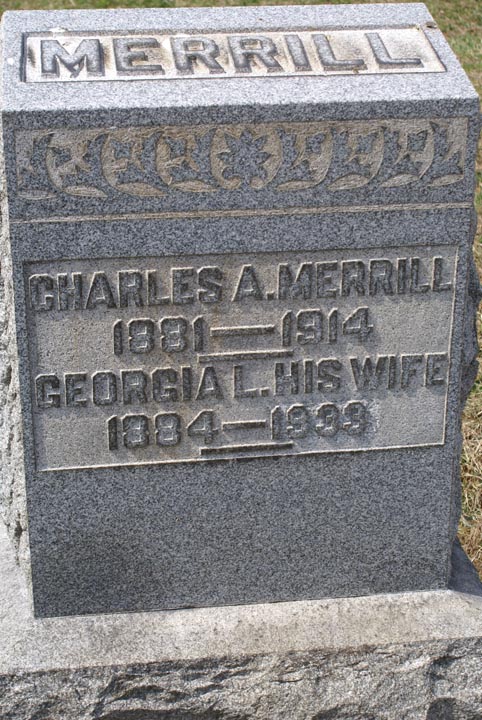 MERRILL
CHARLES A. MERRILL
1881—1914
GEORGIA L. HIS WIFE
1884—1939